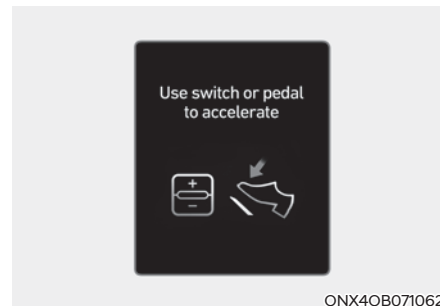 Use switch or pedal
to accelerate
+
-
ONX4OB071062